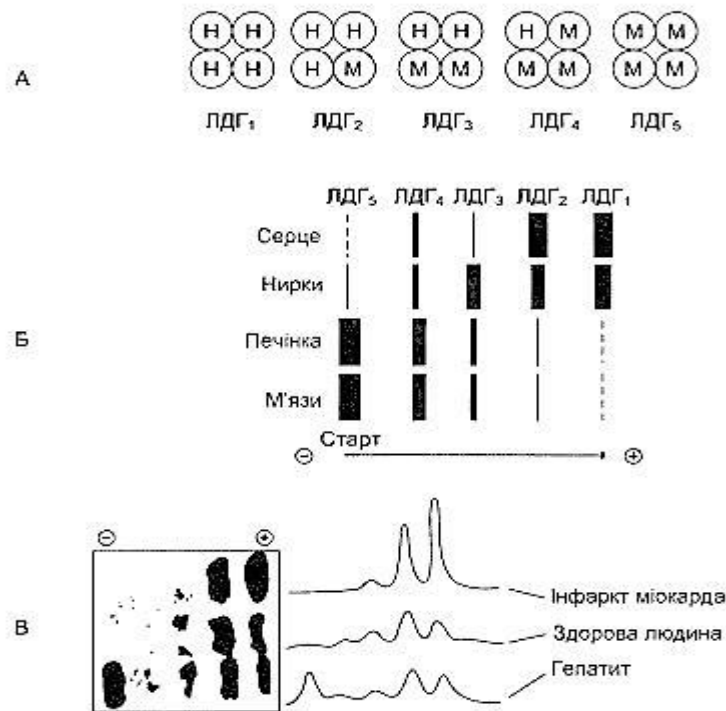 А
H H H H H H H M M M
H H H M M M M M M M
ЛДГ₁ ЛДГ₂ ЛДГ₃ ЛДГ₄ ЛДГ₅
Б
ЛДГ₅ ЛДГ₄ ЛДГ₃ ЛДГ₂ ЛДГ₁
Серце
Нирки
Печінка
М'язи
Старт
⊖ ⊕
В
⊖ ⊕
Інфаркт міокарда
Здорова людина
Гепатит